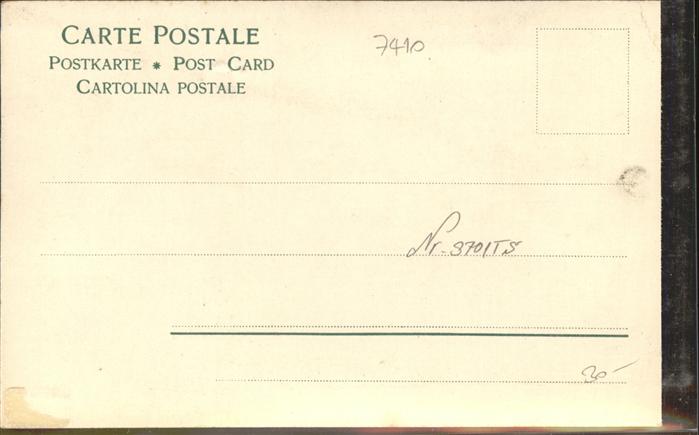 CARTE POSTALE
7410
POSTKARTE * POST CARD
CARTOLINA POSTALE
Nr. 3701TS
20-